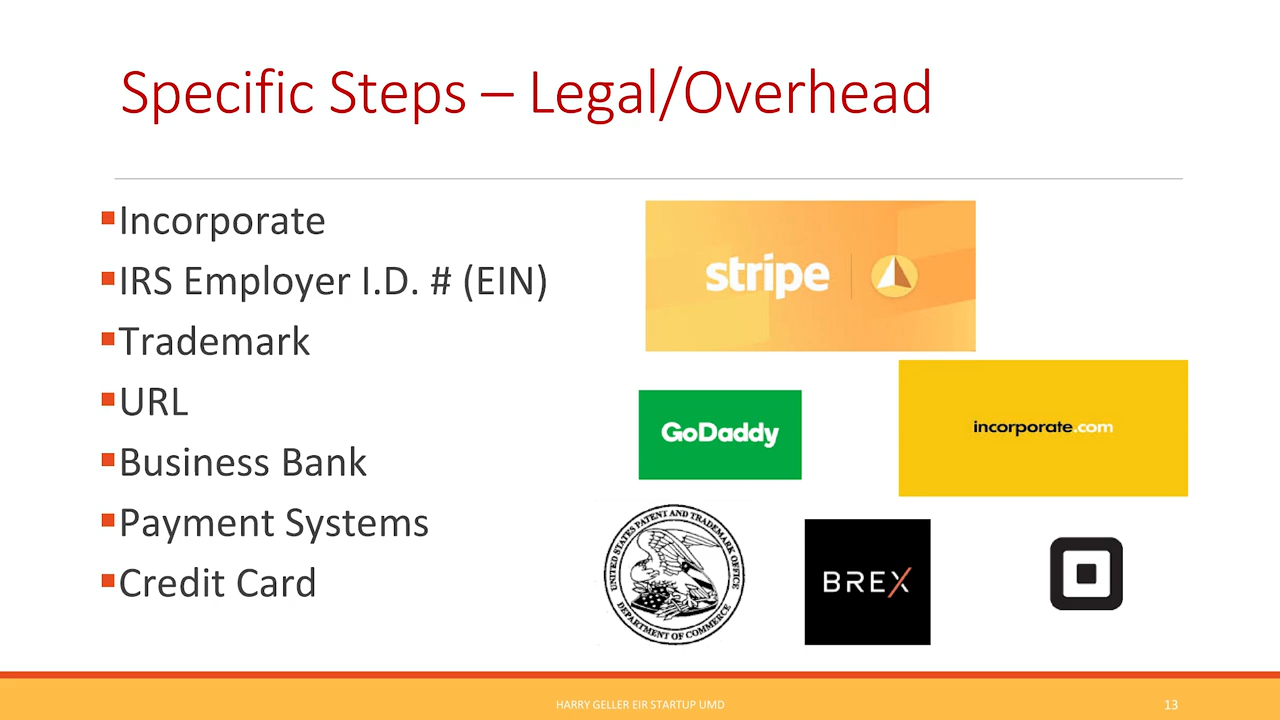 Specific Steps – Legal/Overhead
Incorporate
IRS Employer I.D. # (EIN)
Trademark
URL
Business Bank
Payment Systems
Credit Card
stripe
GoDaddy
incorporate.com
UNITED STATES PATENT AND TRADEMARK OFFICE
DEPARTMENT OF COMMERCE
BREX
HARRY GELLER EIR STARTUP UMD
13